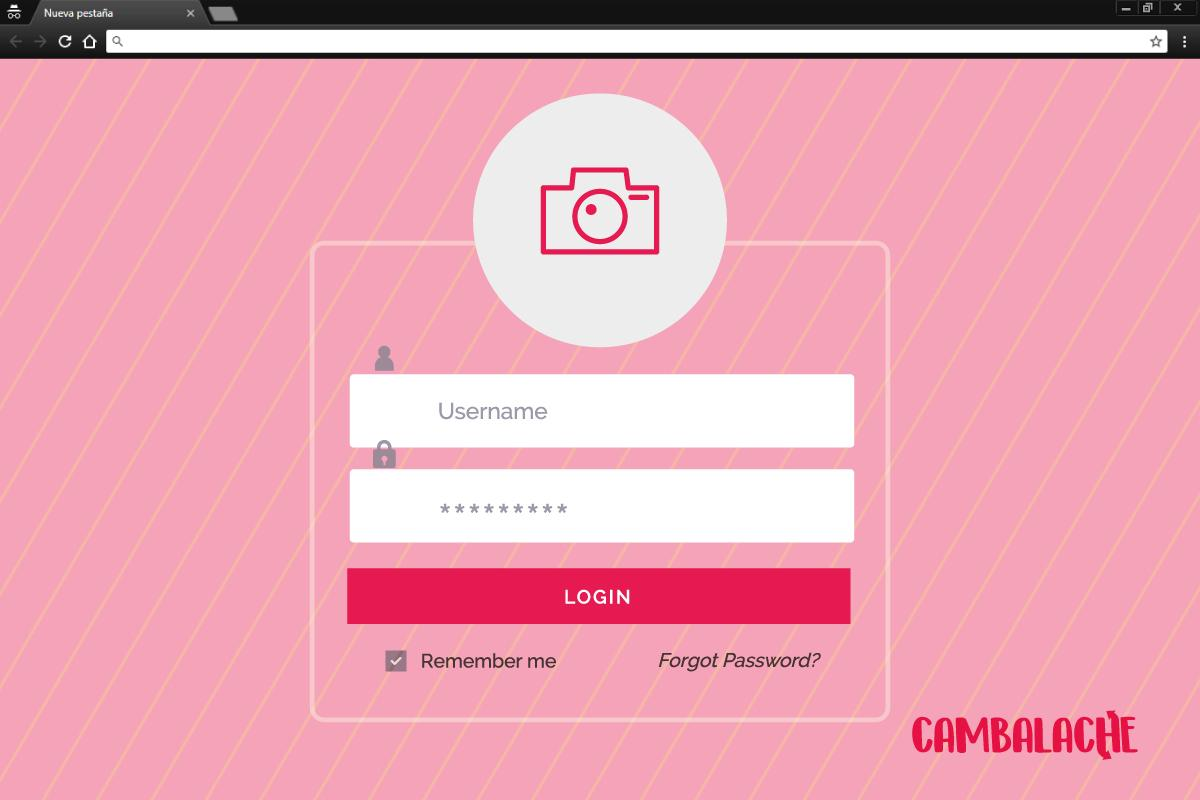 Nueva pestaña
Username
*********
LOGIN
Remember me
Forgot Password?
CAMBALACHE